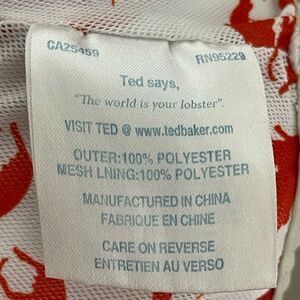 CA25459 RN95229
Ted says,
"The world is your lobster".
VISIT TED @ www.tedbaker.com
OUTER:100% POLYESTER
MESH LNING:100% POLYESTER
MANUFACTURED IN CHINA
FABRIQUE EN CHINE
CARE ON REVERSE
ENTRETIEN AU VERSO